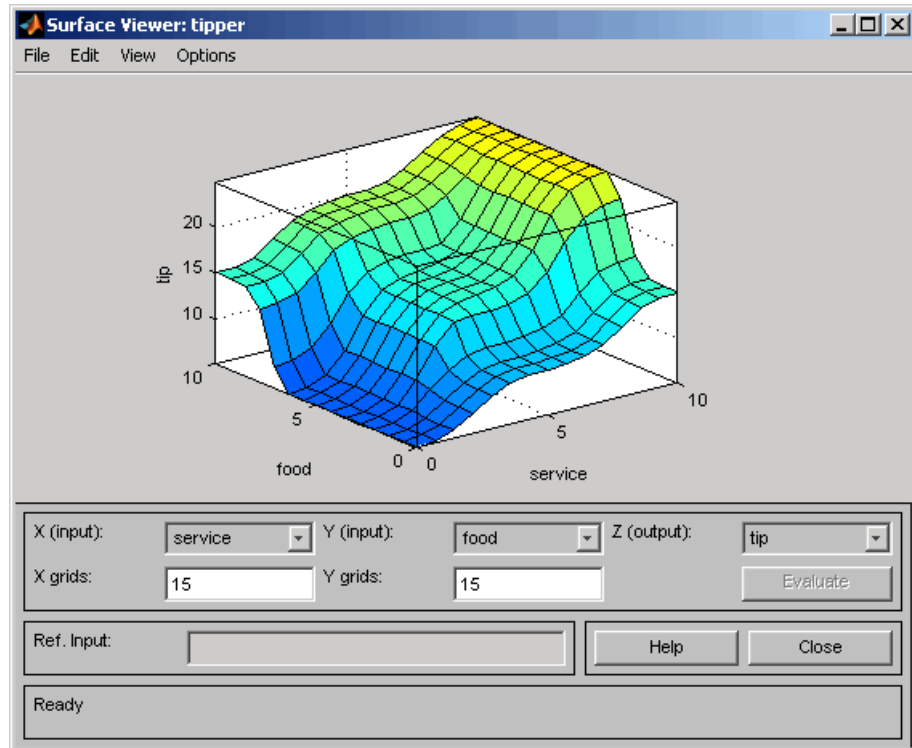 Surface Viewer: tipper
File Edit View Options
20
15
10
tip
10
5
0
food
0
5
10
service
X (input): service Y (input): food Z (output): tip
X grids: 15 Y grids: 15 Evaluate
Ref. Input: Help Close
Ready